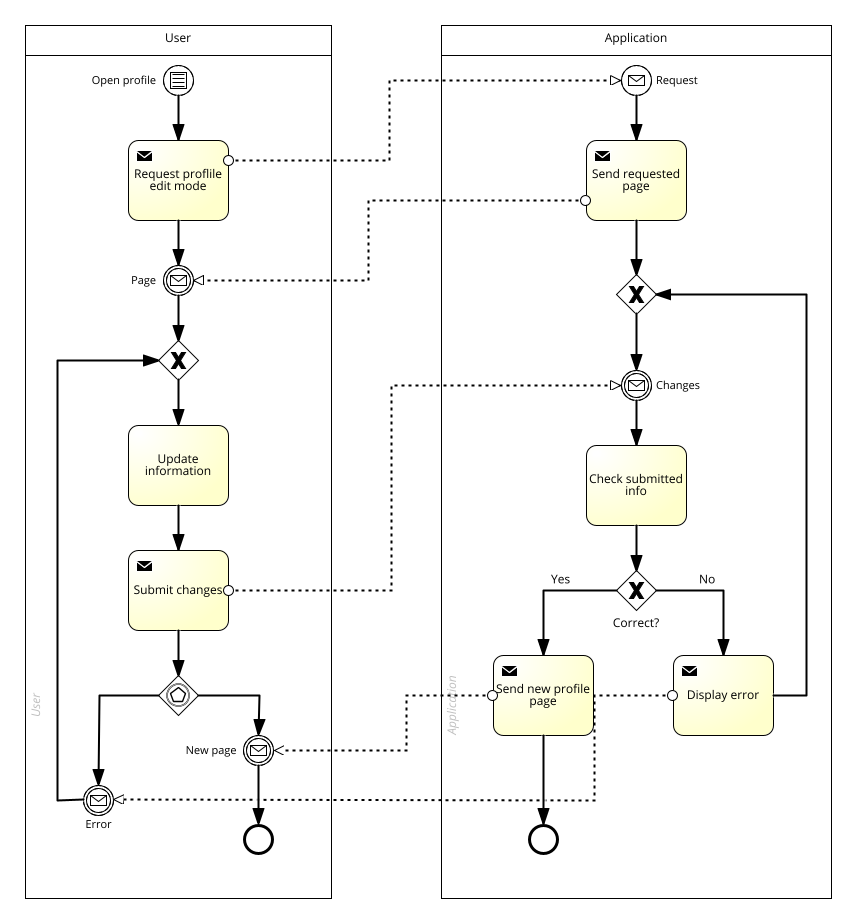 User
Application
Open profile
Request
Request proflile
edit mode
Send requested
page
Page
Changes
Update
information
Check submitted
info
Submit changes
Yes
No
Correct?
User
Application
Send new profile
page
Display error
New page
Error